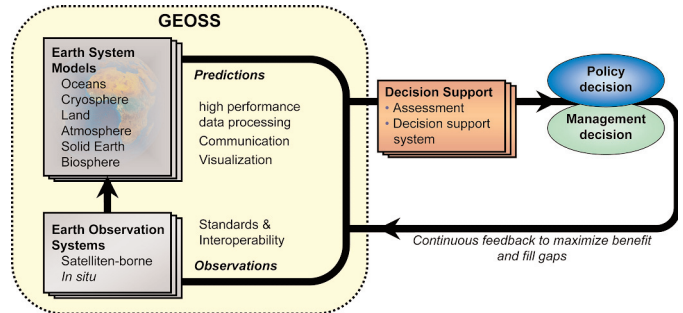 GEOSS
Earth System
Models
Oceans
Cryosphere
Land
Atmosphere
Solid Earth
Biosphere
Predictions
high performance
data processing
Communication
Visualization
Earth Observation
Systems
Satelliten-borne
In situ
Standards &
Interoperability
Observations
Decision Support
• Assessment
• Decision support
system
Policy
decision
Management
decision
Continuous feedback to maximize benefit
and fill gaps